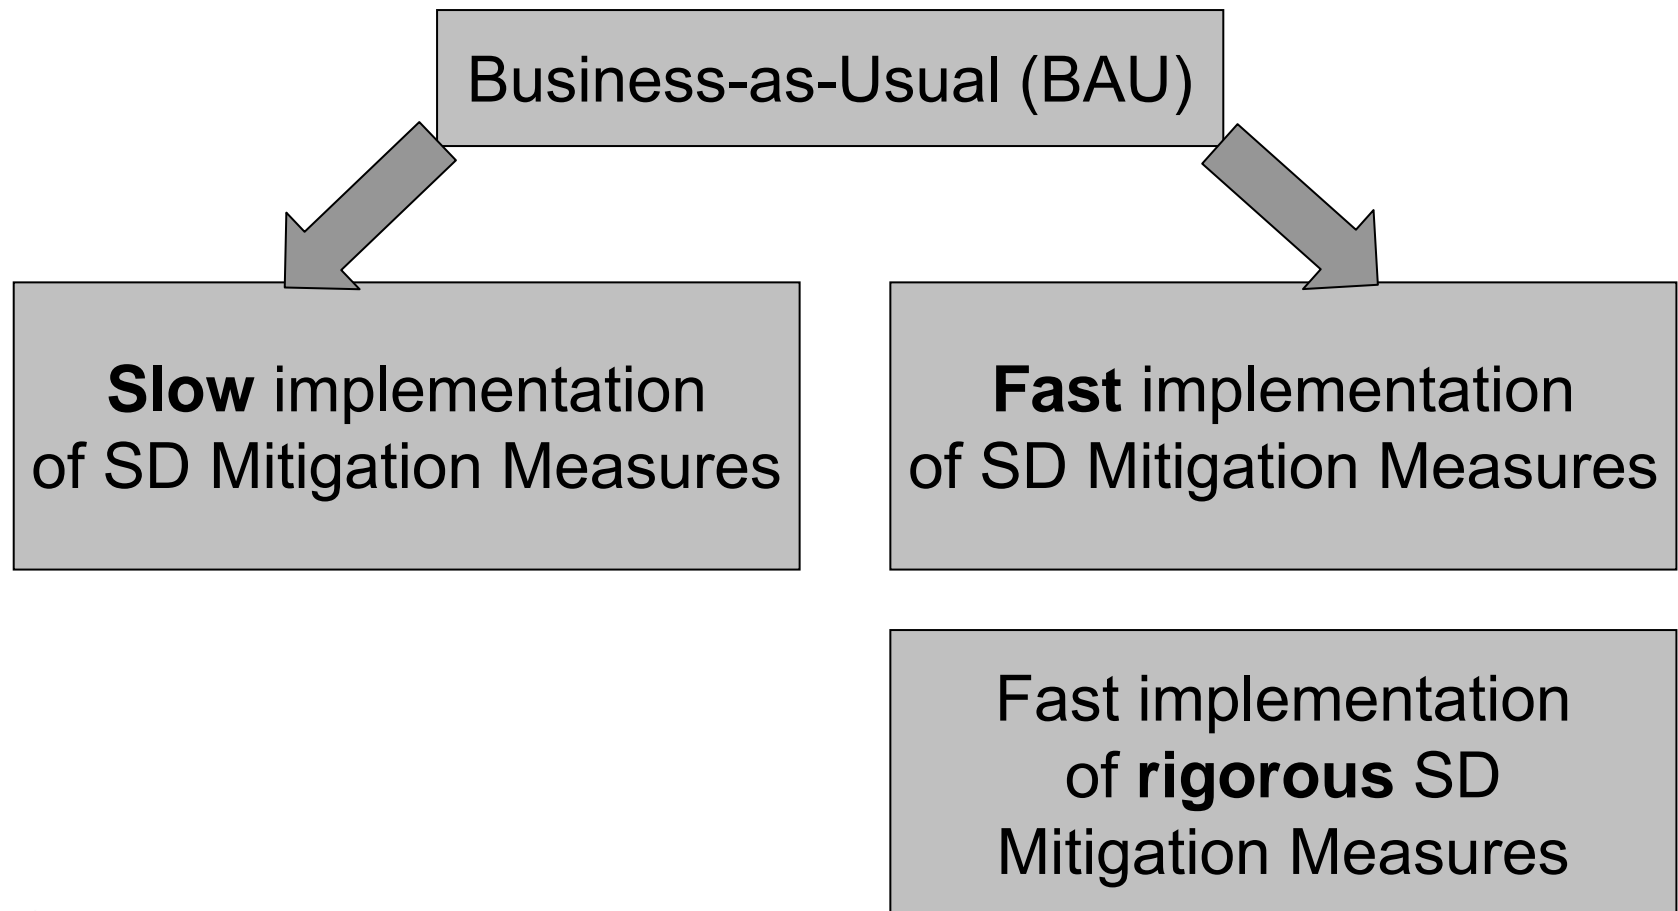 Business-as-Usual (BAU)
Slow implementation
of SD Mitigation Measures
Fast implementation
of SD Mitigation Measures
Fast implementation
of rigorous SD
Mitigation Measures